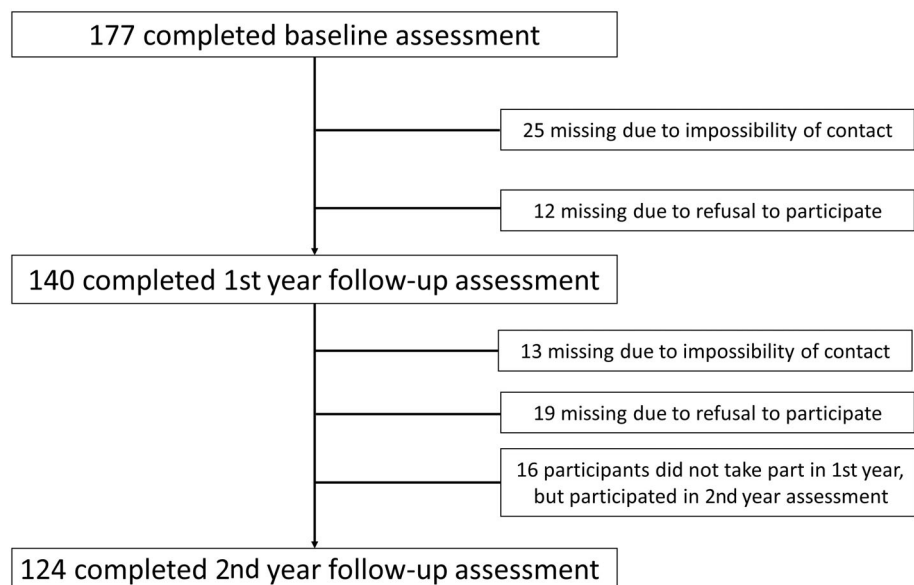 177 completed baseline assessment
25 missing due to impossibility of contact
12 missing due to refusal to participate
140 completed 1st year follow-up assessment
13 missing due to impossibility of contact
19 missing due to refusal to participate
16 participants did not take part in 1st year,
but participated in 2nd year assessment
124 completed 2nd year follow-up assessment